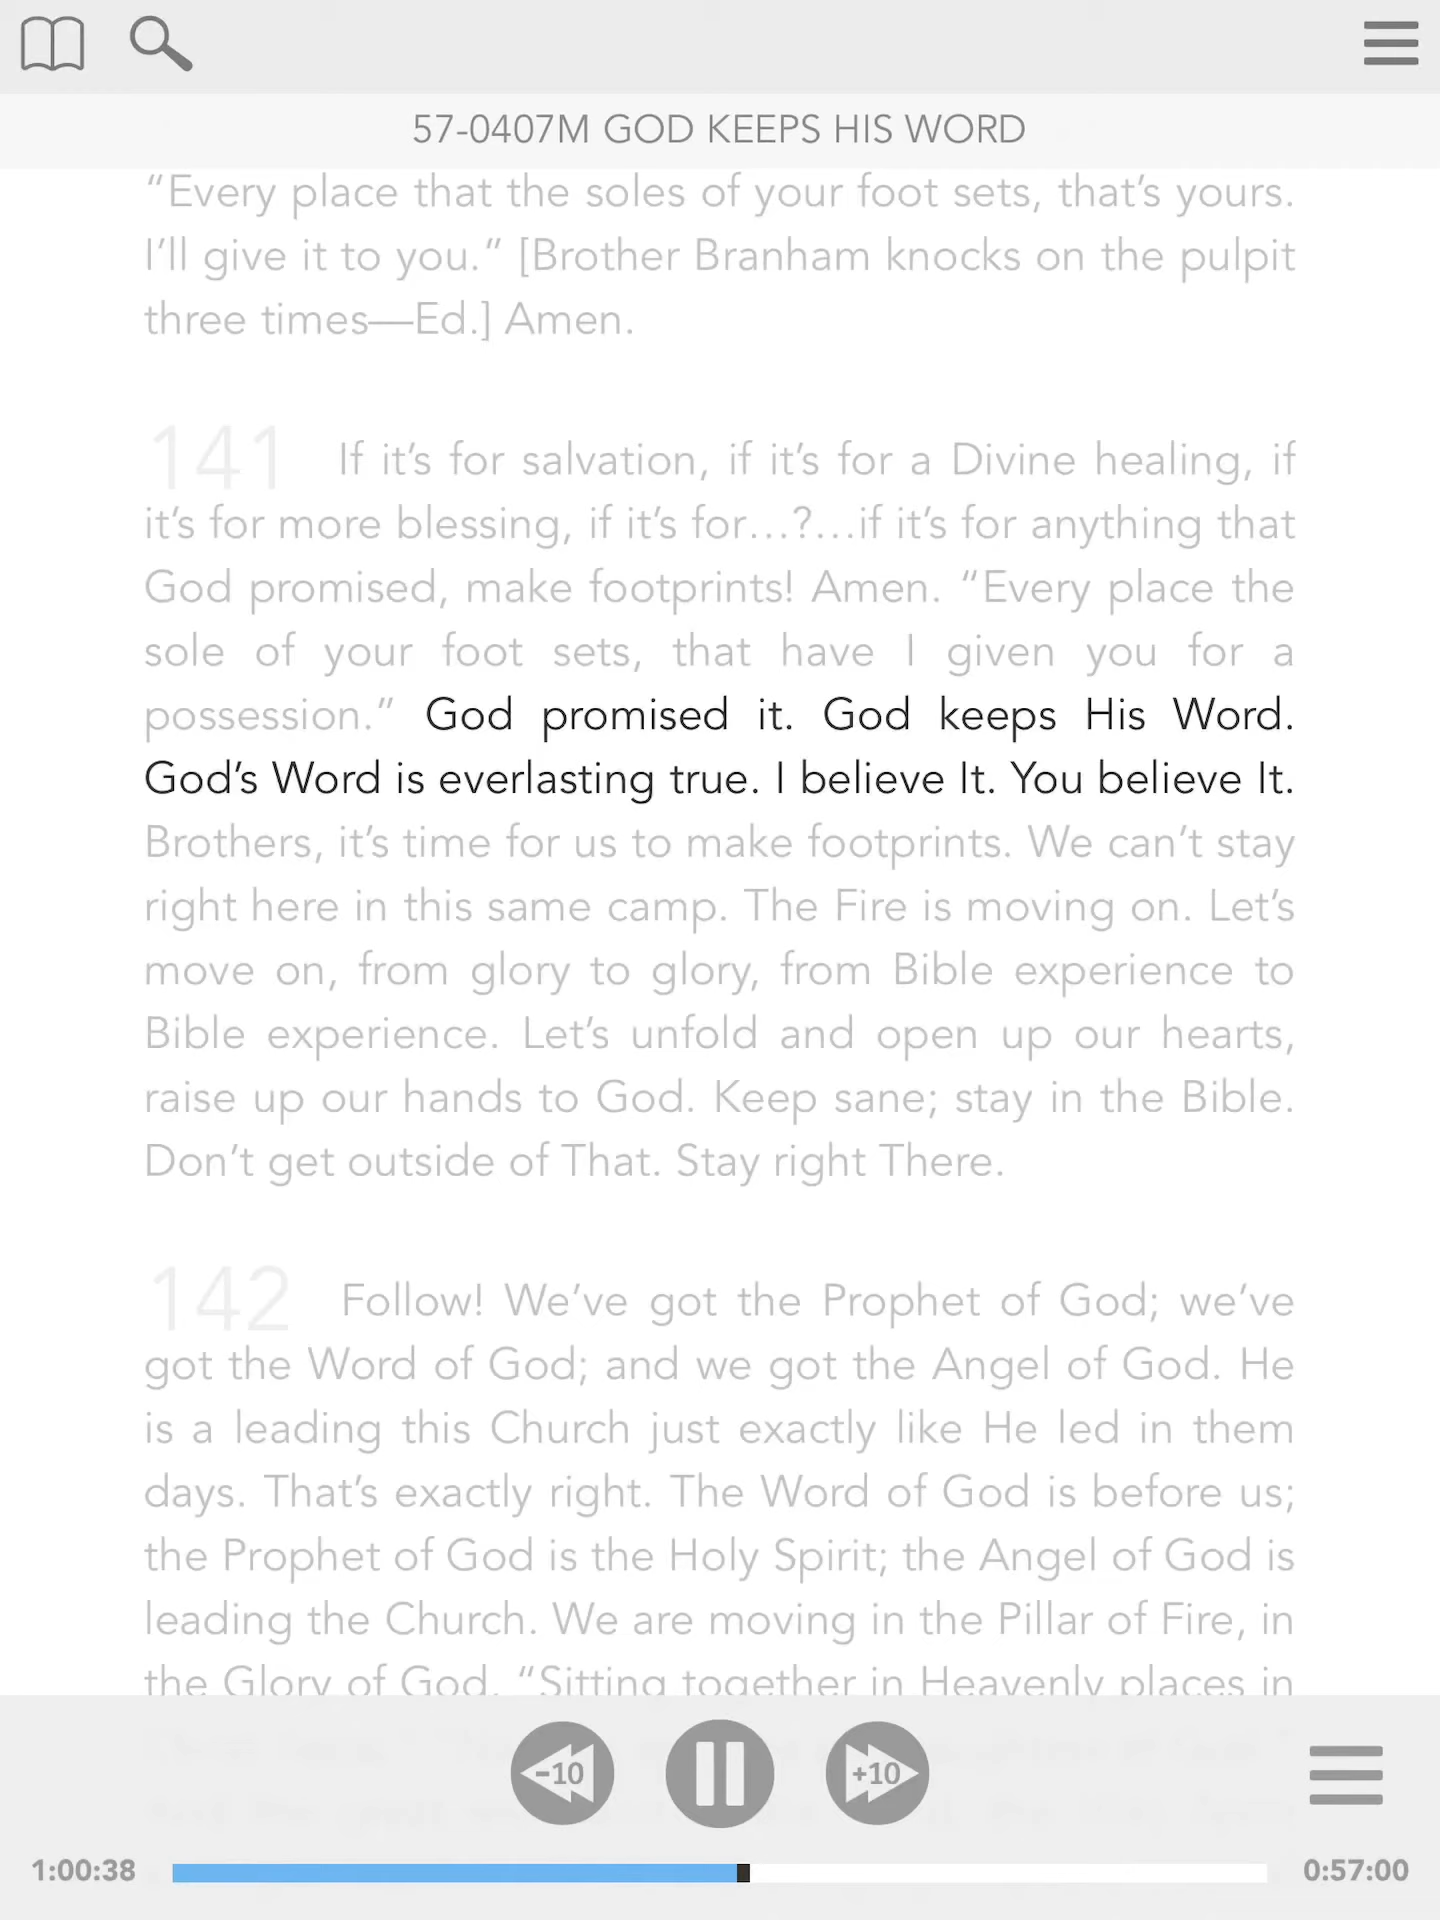 57-0407M GOD KEEPS HIS WORD
“Every place that the soles of your foot sets, that’s yours.
I’ll give it to you.” [Brother Branham knocks on the pulpit
three times—Ed.] Amen.
141 If it’s for salvation, if it’s for a Divine healing, if
it’s for more blessing, if it’s for…?…if it’s for anything that
God promised, make footprints! Amen. “Every place the
sole of your foot sets, that have I given you for a
possession.” God promised it. God keeps His Word.
God’s Word is everlasting true. I believe It. You believe It.
Brothers, it’s time for us to make footprints. We can’t stay
right here in this same camp. The Fire is moving on. Let’s
move on, from glory to glory, from Bible experience to
Bible experience. Let’s unfold and open up our hearts,
raise up our hands to God. Keep sane; stay in the Bible.
Don’t get outside of That. Stay right There.
142 Follow! We’ve got the Prophet of God; we’ve
got the Word of God; and we got the Angel of God. He
is a leading this Church just exactly like He led in them
days. That’s exactly right. The Word of God is before us;
the Prophet of God is the Holy Spirit; the Angel of God is
leading the Church. We are moving in the Pillar of Fire, in
the Glory of God. “Sitting together in Heavenly places in
-10 +10
1:00:38 0:57:00